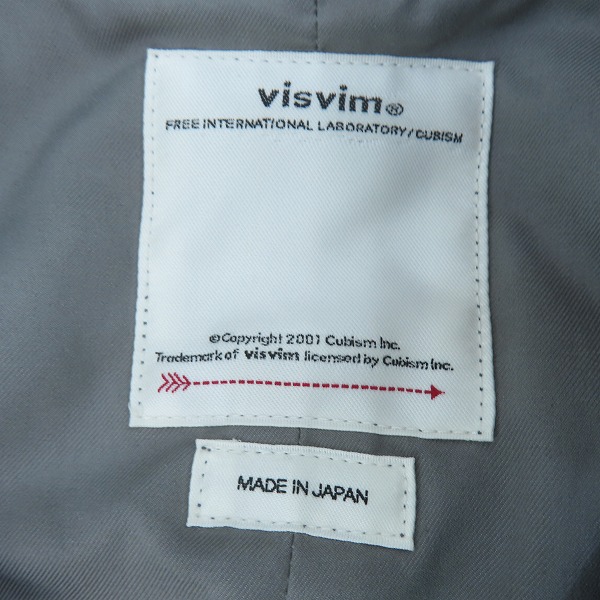 visvim®
FREE INTERNATIONAL LABORATORY/CUBISM
©Copyright 2001 Cubism Inc.
Trademark of visvim licensed by Cubism Inc.
MADE IN JAPAN